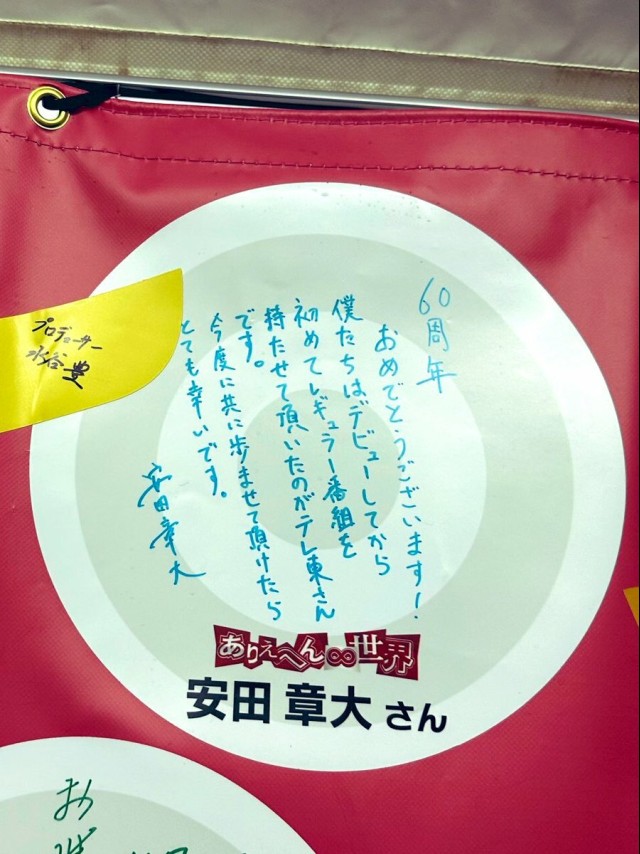 60周年
おめでとうございます!
僕たちはデビューしてから
初めてレギュラー番組を
持たせて頂いたのがテレ東さん
です。
今度に共に歩ませて頂けたら
とても幸いです。
安田章大
ありえへん∞世界
安田 章大 さん
プロデューサー
水谷 豊
お